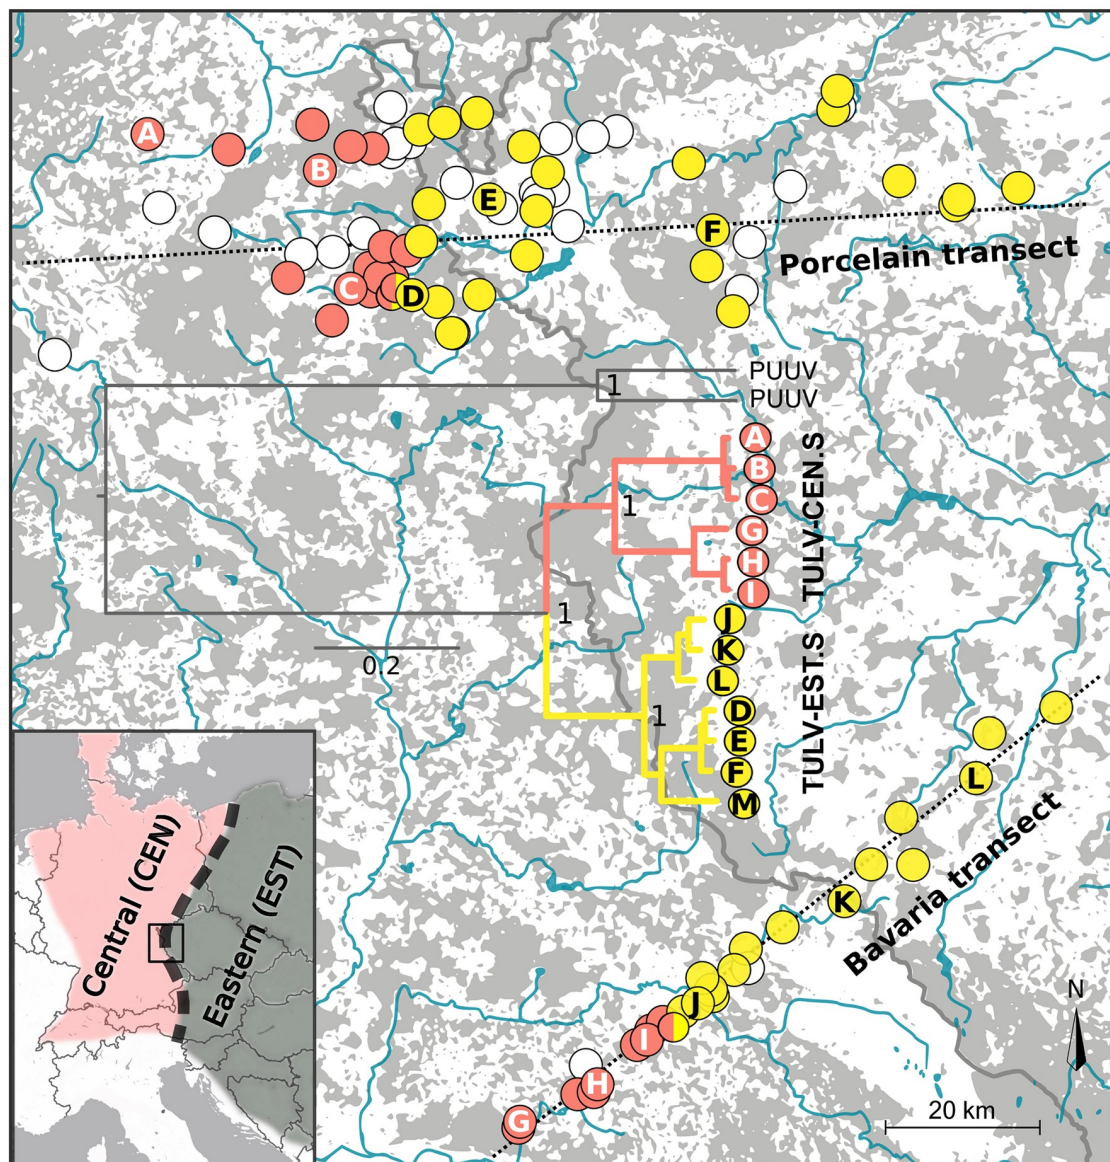 A
B
E
F
Porcelain transect
C
D
PUUV
1
PUUV
A
B
C
1
G
H
I
TULV-CEN.S
1
J
K
L
1
D
E
F
M
TULV-EST.S
0.2
L
K
Bavaria transect
J
I
H
G
Central (CEN)
Eastern (EST)
N
20 km